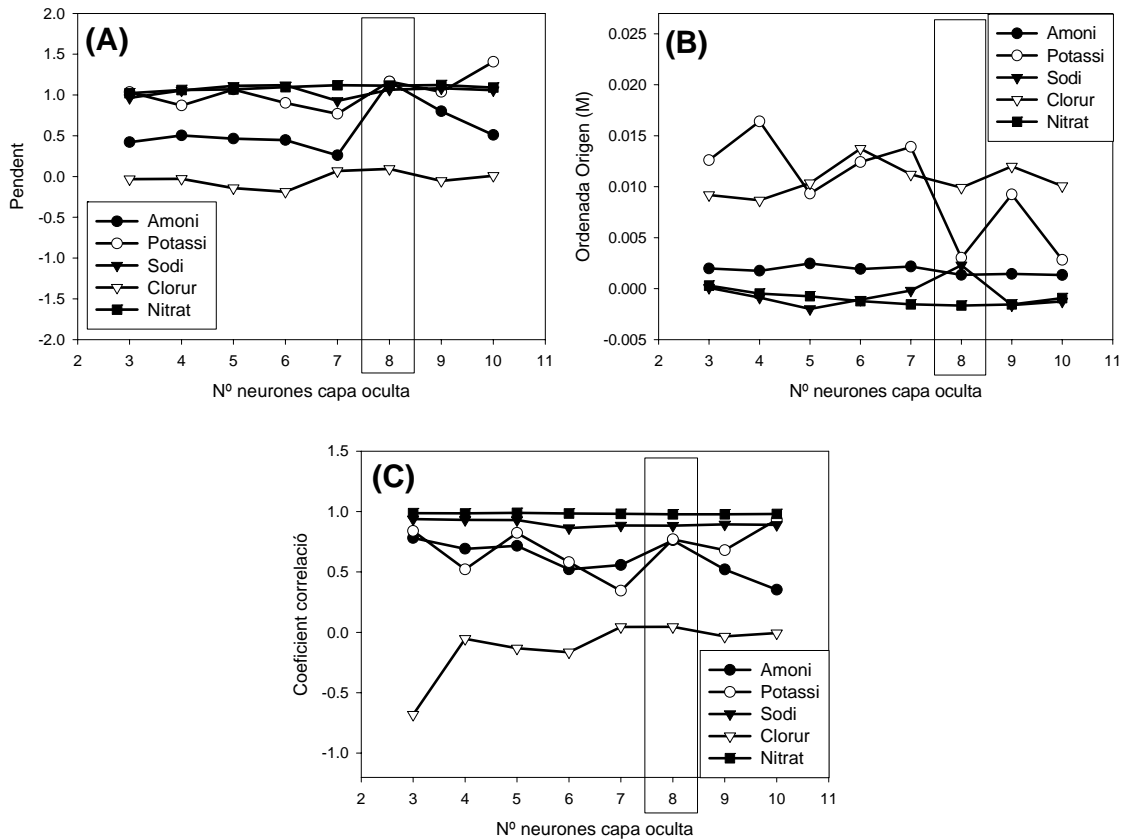 (A)
Pendent
2.0
1.5
1.0
0.5
0.0
-0.5
-1.0
-1.5
-2.0
Amoni
Potassi
Sodi
Clorur
Nitrat
2 3 4 5 6 7 8 9 10 11
Nº neurones capa oculta
(B)
Ordenada Origen (M)
0.025
0.020
0.015
0.010
0.005
0.000
-0.005
Amoni
Potassi
Sodi
Clorur
Nitrat
2 3 4 5 6 7 8 9 10 11
Nº neurones capa oculta
(C)
Coeficient correlació
1.5
1.0
0.5
0.0
-0.5
-1.0
Amoni
Potassi
Sodi
Clorur
Nitrat
2 3 4 5 6 7 8 9 10 11
Nº neurones capa oculta